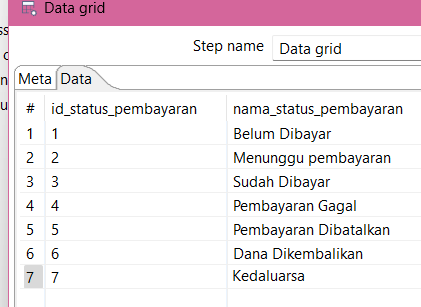 Data grid
Step name Data grid
Meta Data
# id_status_pembayaran nama_status_pembayaran
1 1 Belum Dibayar
2 2 Menunggu pembayaran
3 3 Sudah Dibayar
4 4 Pembayaran Gagal
5 5 Pembayaran Dibatalkan
6 6 Dana Dikembalikan
7 7 Kedaluarsa